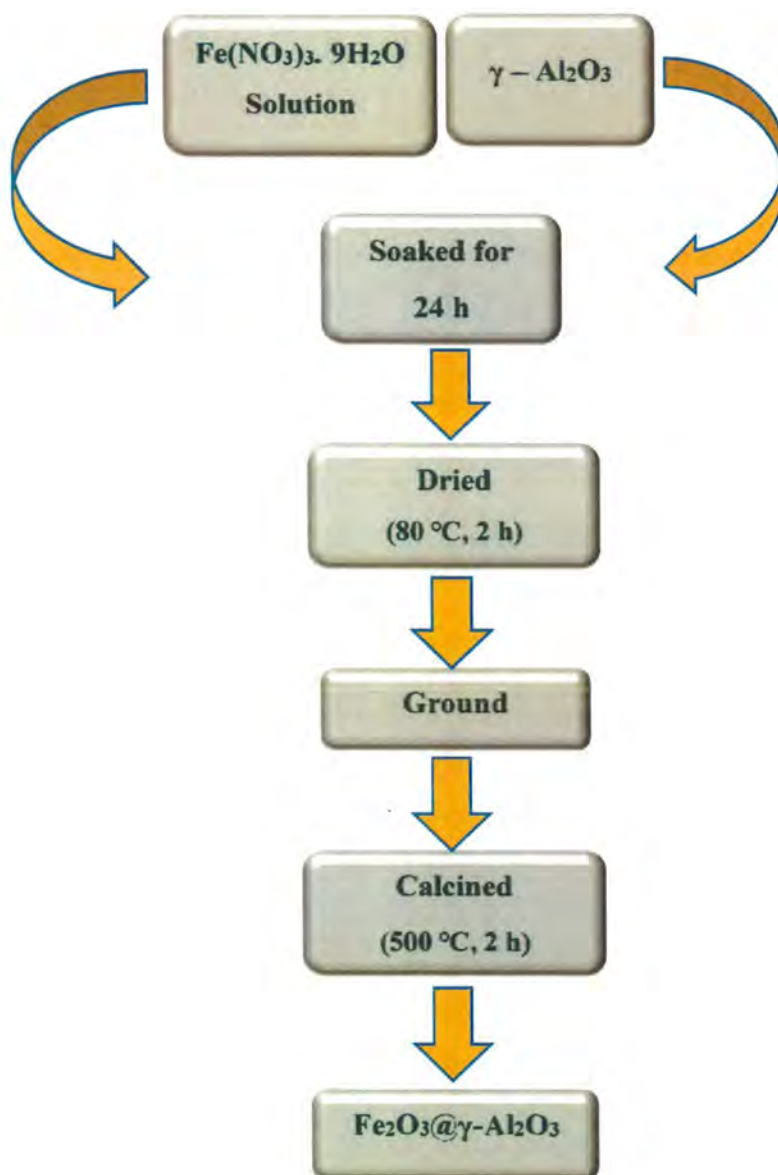 Fe(NO₃)₃. 9H₂O
Solution
γ – Al₂O₃
Soaked for
24 h
Dried
(80 °C, 2 h)
Ground
Calcined
(500 °C, 2 h)
Fe₂O₃@γ-Al₂O₃